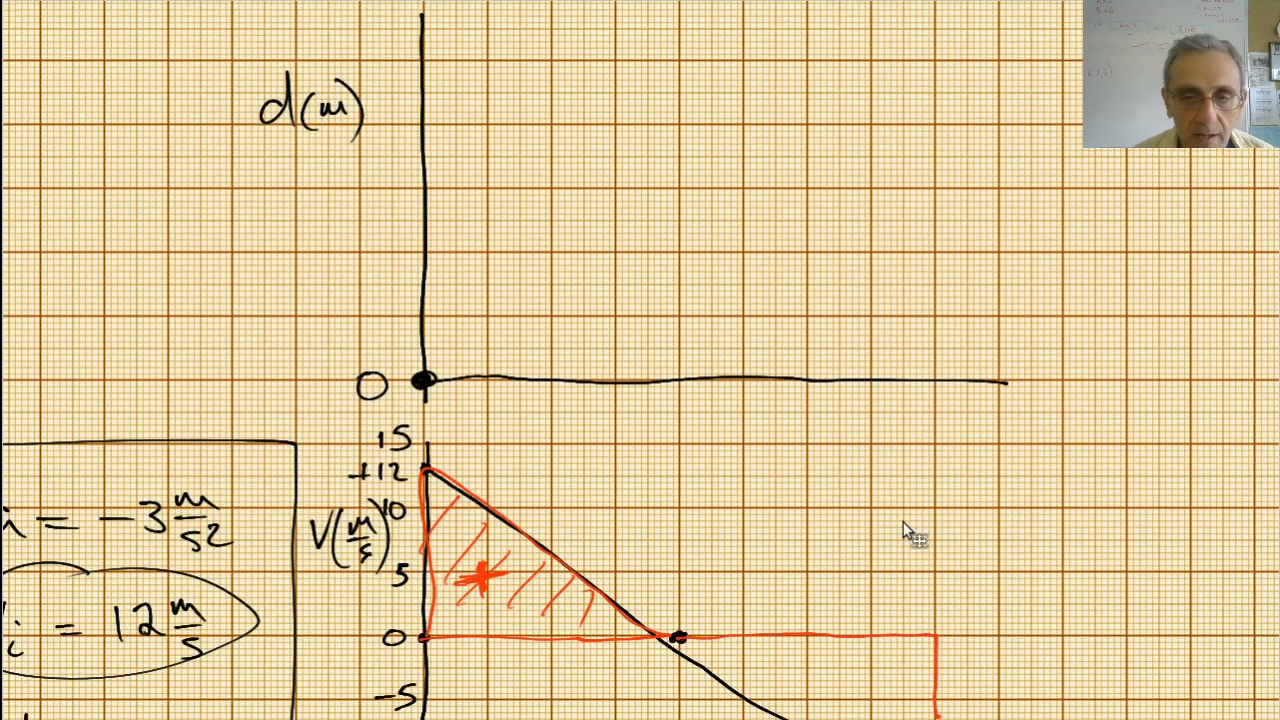 d(m)
0
15
+12
10
V(m/s)
5
0
-5
= -3 m/s²
i = 12 m/s